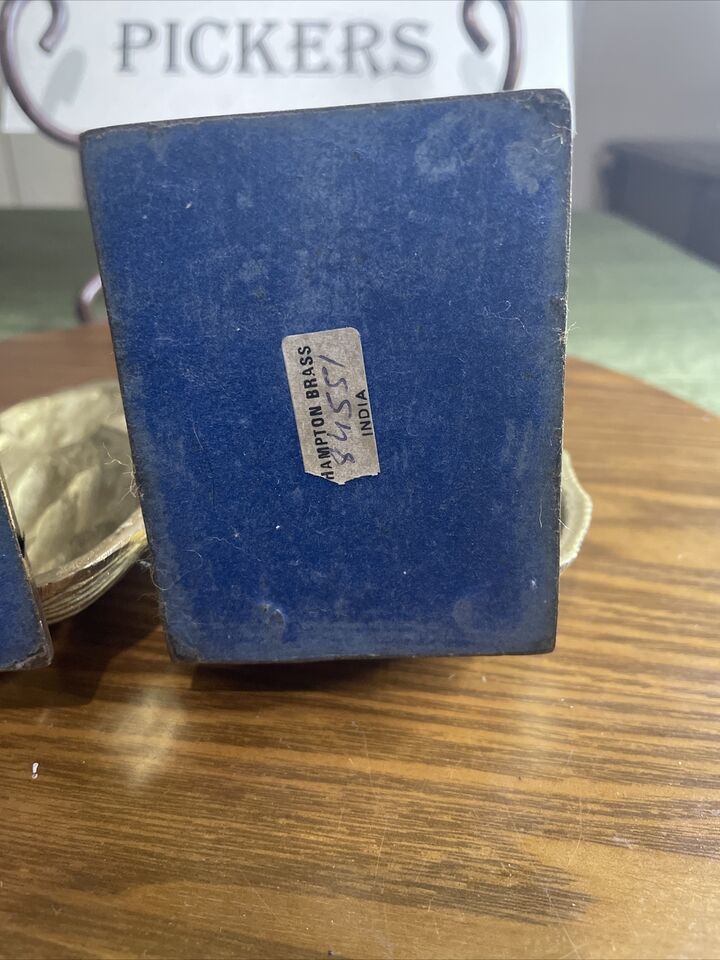 PICKERS
HAMPTON BRASS
84551
INDIA